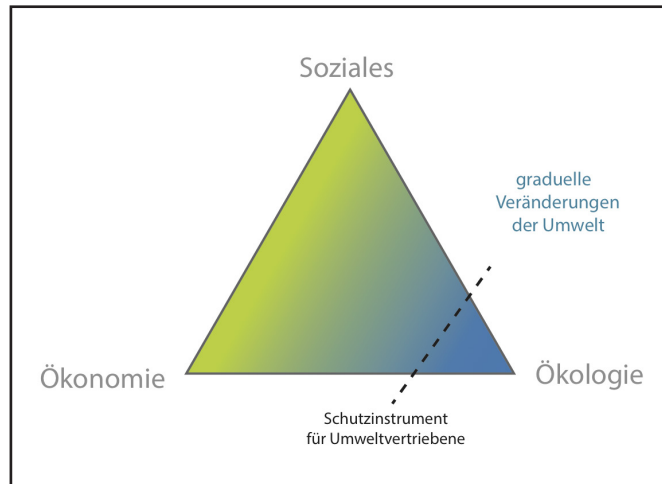 Soziales
graduelle
Veränderungen
der Umwelt
Ökonomie
Ökologie
Schutzinstrument
für Umweltvertriebene